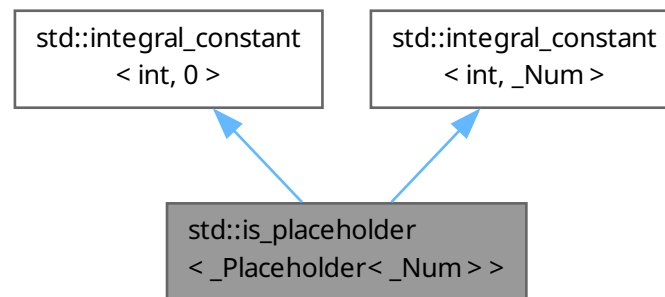 std::integral_constant
< int, 0 >
std::integral_constant
< int, _Num >
std::is_placeholder
< _Placeholder< _Num > >